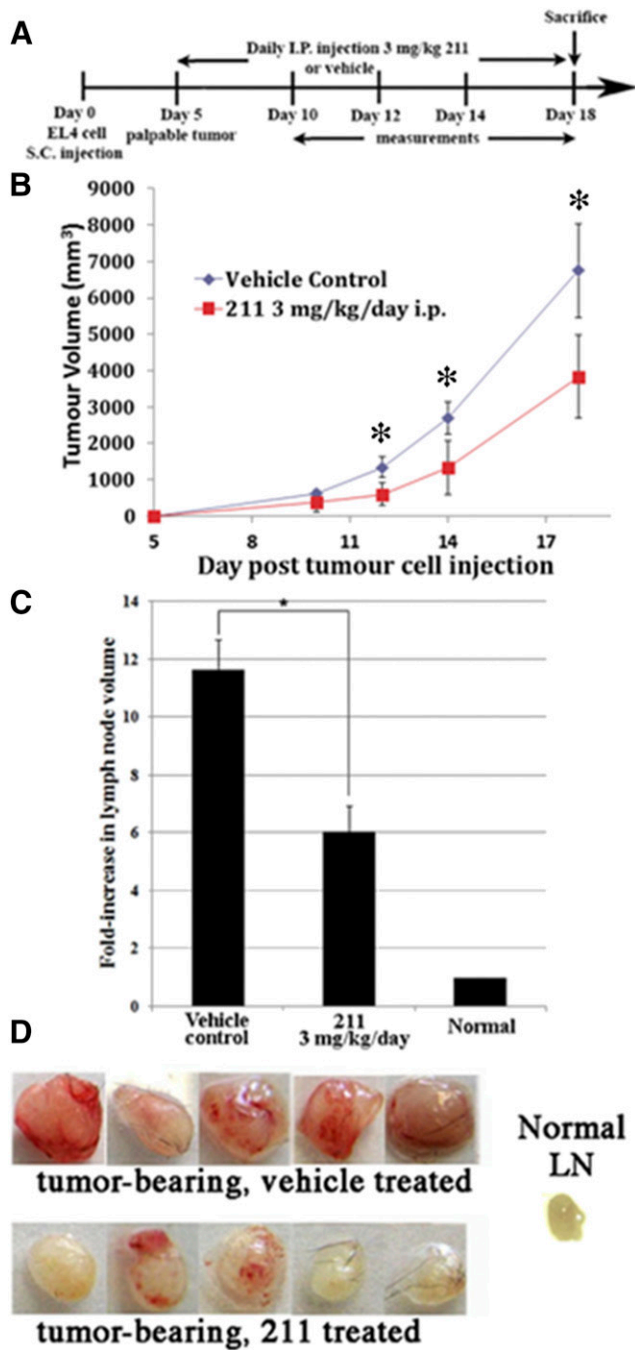 A
Sacrifice
Daily I.P. injection 3 mg/kg 211
or vehicle
Day 0
EL4 cell
S.C. injection
Day 5
palpable tumor
Day 10
Day 12
Day 14
Day 18
measurements
B
Tumour Volume (mm³)
9000
8000
7000
6000
5000
4000
3000
2000
1000
0
Vehicle Control
211 3 mg/kg/day i.p.
*
*
*
5
8
11
14
17
Day post tumour cell injection
C
Fold-increase in lymph node volume
14
12
10
8
6
4
2
0
*
Vehicle
control
211
3 mg/kg/day
Normal
D
tumor-bearing, vehicle treated
Normal
LN
tumor-bearing, 211 treated